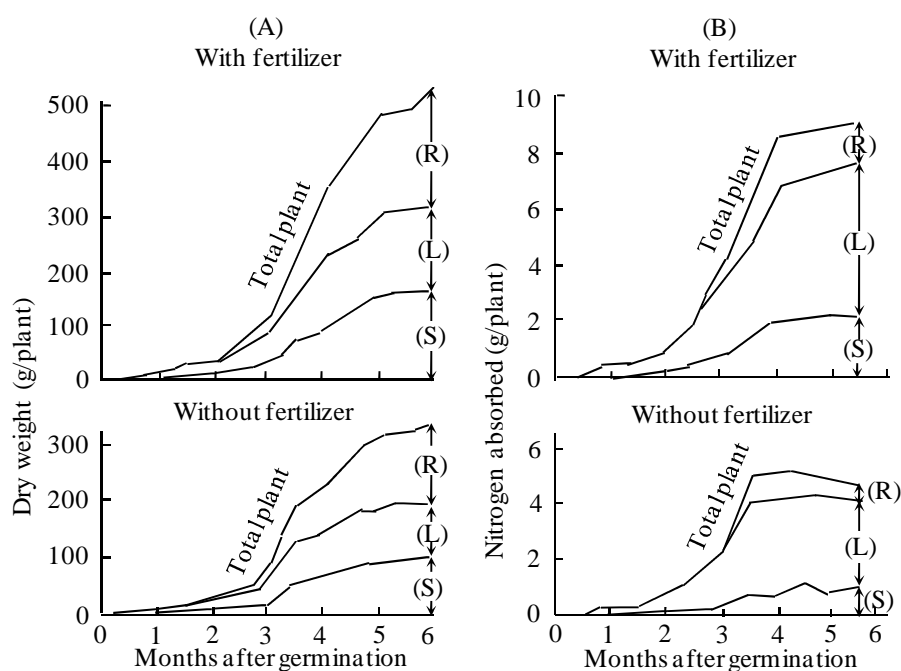 (A)
With fertilizer
500
400
300
200
100
0
Total plant
(R)
(L)
(S)
Without fertilizer
300
200
100
0
Total plant
(R)
(L)
(S)
0 1 2 3 4 5 6
Months after germination
Dry weight (g/plant)
(B)
With fertilizer
10
8
6
4
2
0
Total plant
(R)
(L)
(S)
Without fertilizer
6
4
2
0
Total plant
(R)
(L)
(S)
0 1 2 3 4 5 6
Months after germination
Nitrogen absorbed (g/plant)